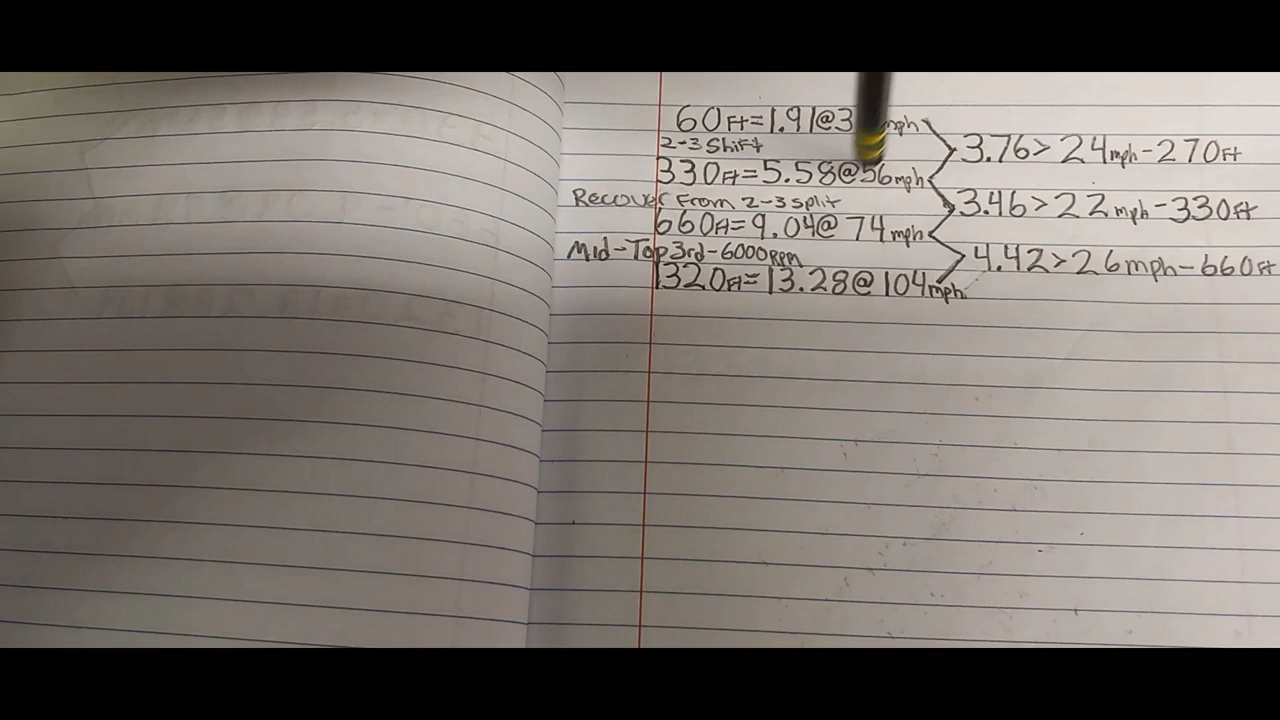 60Ft=1.91@3 mph
3.76>24mph-270Ft
2-3 Shift
330Ft=5.58@56mph
3.46>22mph-330Ft
Recover From 2-3 split
660Ft=9.04@74mph
4.42>26mph-660Ft
Mid-Top 3rd-6000RPM
1320Ft=13.28@104mph